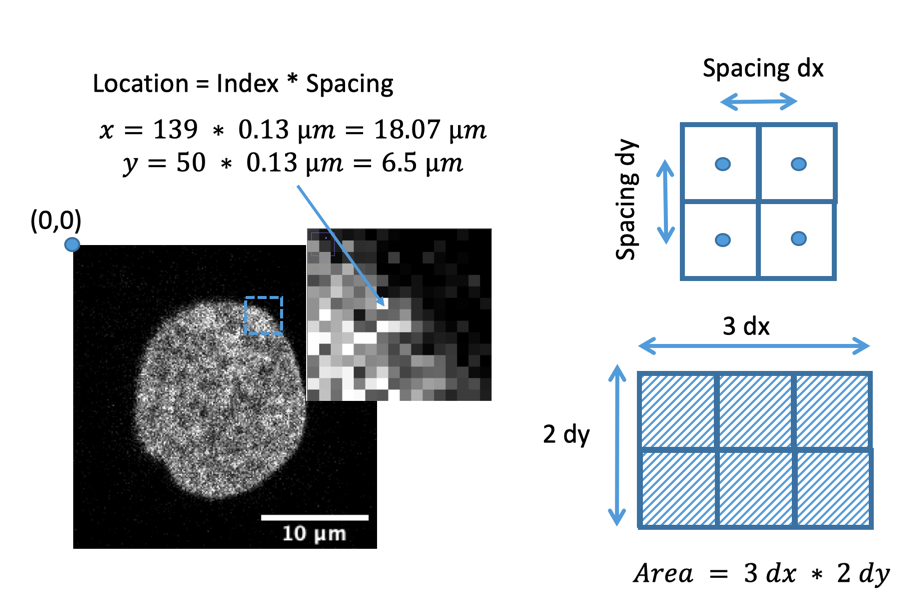 Location = Index * Spacing
x = 139 * 0.13 μm = 18.07 μm
y = 50 * 0.13 μm = 6.5 μm
(0,0)
10 μm
Spacing dx
Spacing dy
3 dx
2 dy
Area = 3 dx * 2 dy